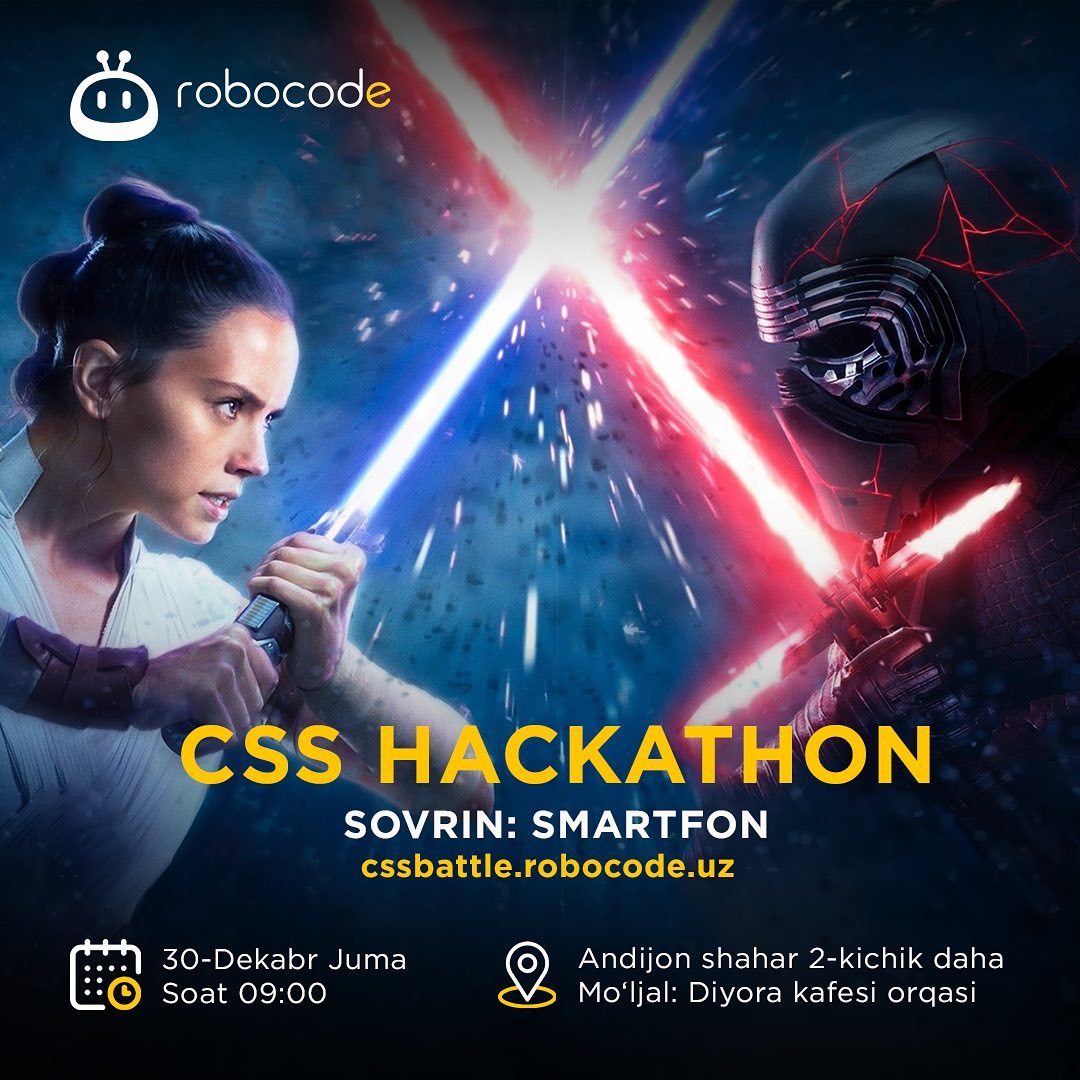 robocode
CSS HACKATHON
SOVRIN: SMARTFON
cssbattle.robocode.uz
30-Dekabr Juma
Soat 09:00
Andijon shahar 2-kichik daha
Mo‘ljal: Diyora kafesi orqasi